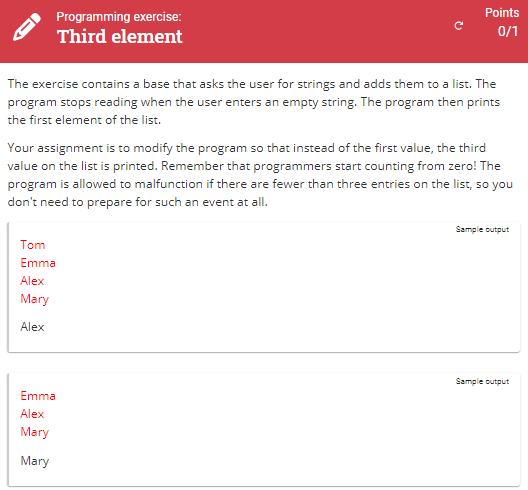 Programming exercise:
Points
Third element
0/1
The exercise contains a base that asks the user for strings and adds them to a list. The
program stops reading when the user enters an empty string. The program then prints
the first element of the list.
Your assignment is to modify the program so that instead of the first value, the third
value on the list is printed. Remember that programmers start counting from zero! The
program is allowed to malfunction if there are fewer than three entries on the list, so you
don't need to prepare for such an event at all.
Sample output
Tom
Emma
Alex
Mary
Alex
Sample output
Emma
Alex
Mary
Mary